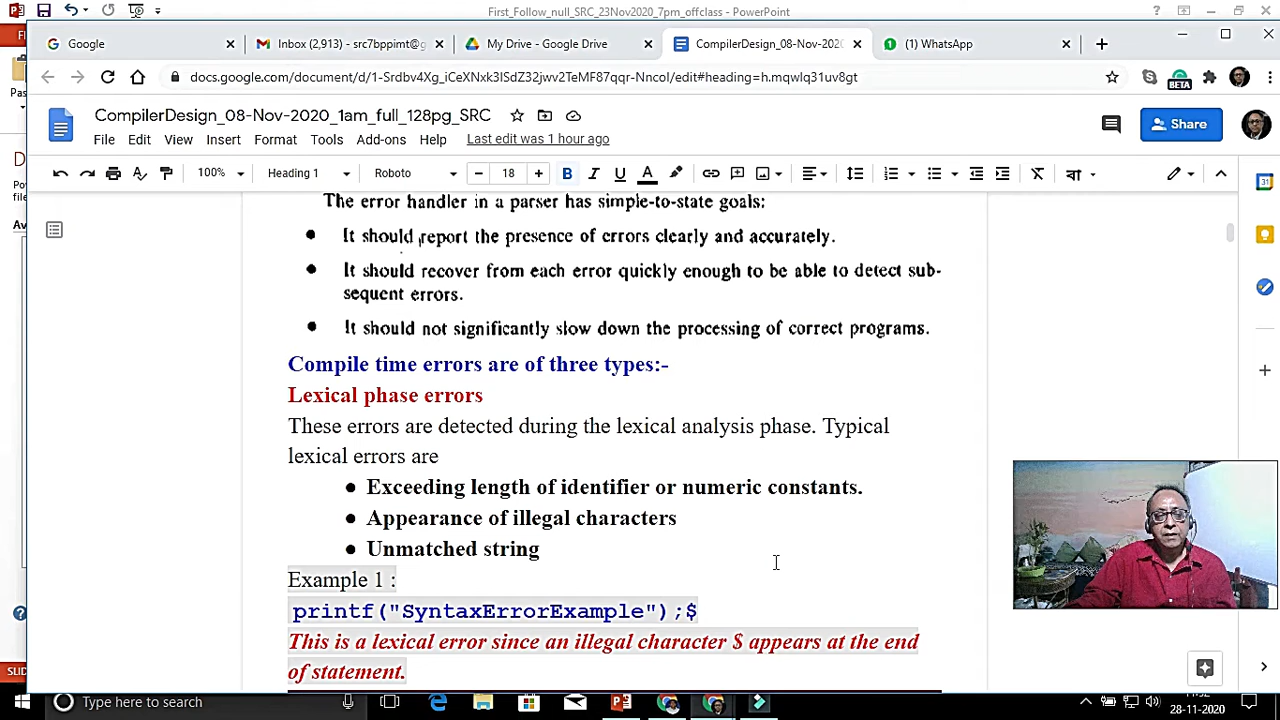 First_Follow_null_SRC_23Nov2020_7pm_offclass - PowerPoint
Google
Inbox (2,913) - src7bppimt@g
My Drive - Google Drive
CompilerDesign_08-Nov-2020
(1) WhatsApp
docs.google.com/document/d/1-Srdbv4Xg_iCeXNxk3ISdZ32jwv2TeMF87qqr-Nncol/edit#heading=h.mqwlq31uv8gt
BETA
CompilerDesign_08-Nov-2020_1am_full_128pg_SRC
File Edit View Insert Format Tools Add-ons Help Last edit was 1 hour ago
Share
100% Heading 1 Roboto 18
The error handler in a parser has simple-to-state goals:
● It should report the presence of errors clearly and accurately.
● It should recover from each error quickly enough to be able to detect sub-
sequent errors.
● It should not significantly slow down the processing of correct programs.
Compile time errors are of three types:-
Lexical phase errors
These errors are detected during the lexical analysis phase. Typical
lexical errors are
● Exceeding length of identifier or numeric constants.
● Appearance of illegal characters
● Unmatched string
Example 1 :
printf("SyntaxErrorExample");$
This is a lexical error since an illegal character $ appears at the end
of statement.
Type here to search
28-11-2020